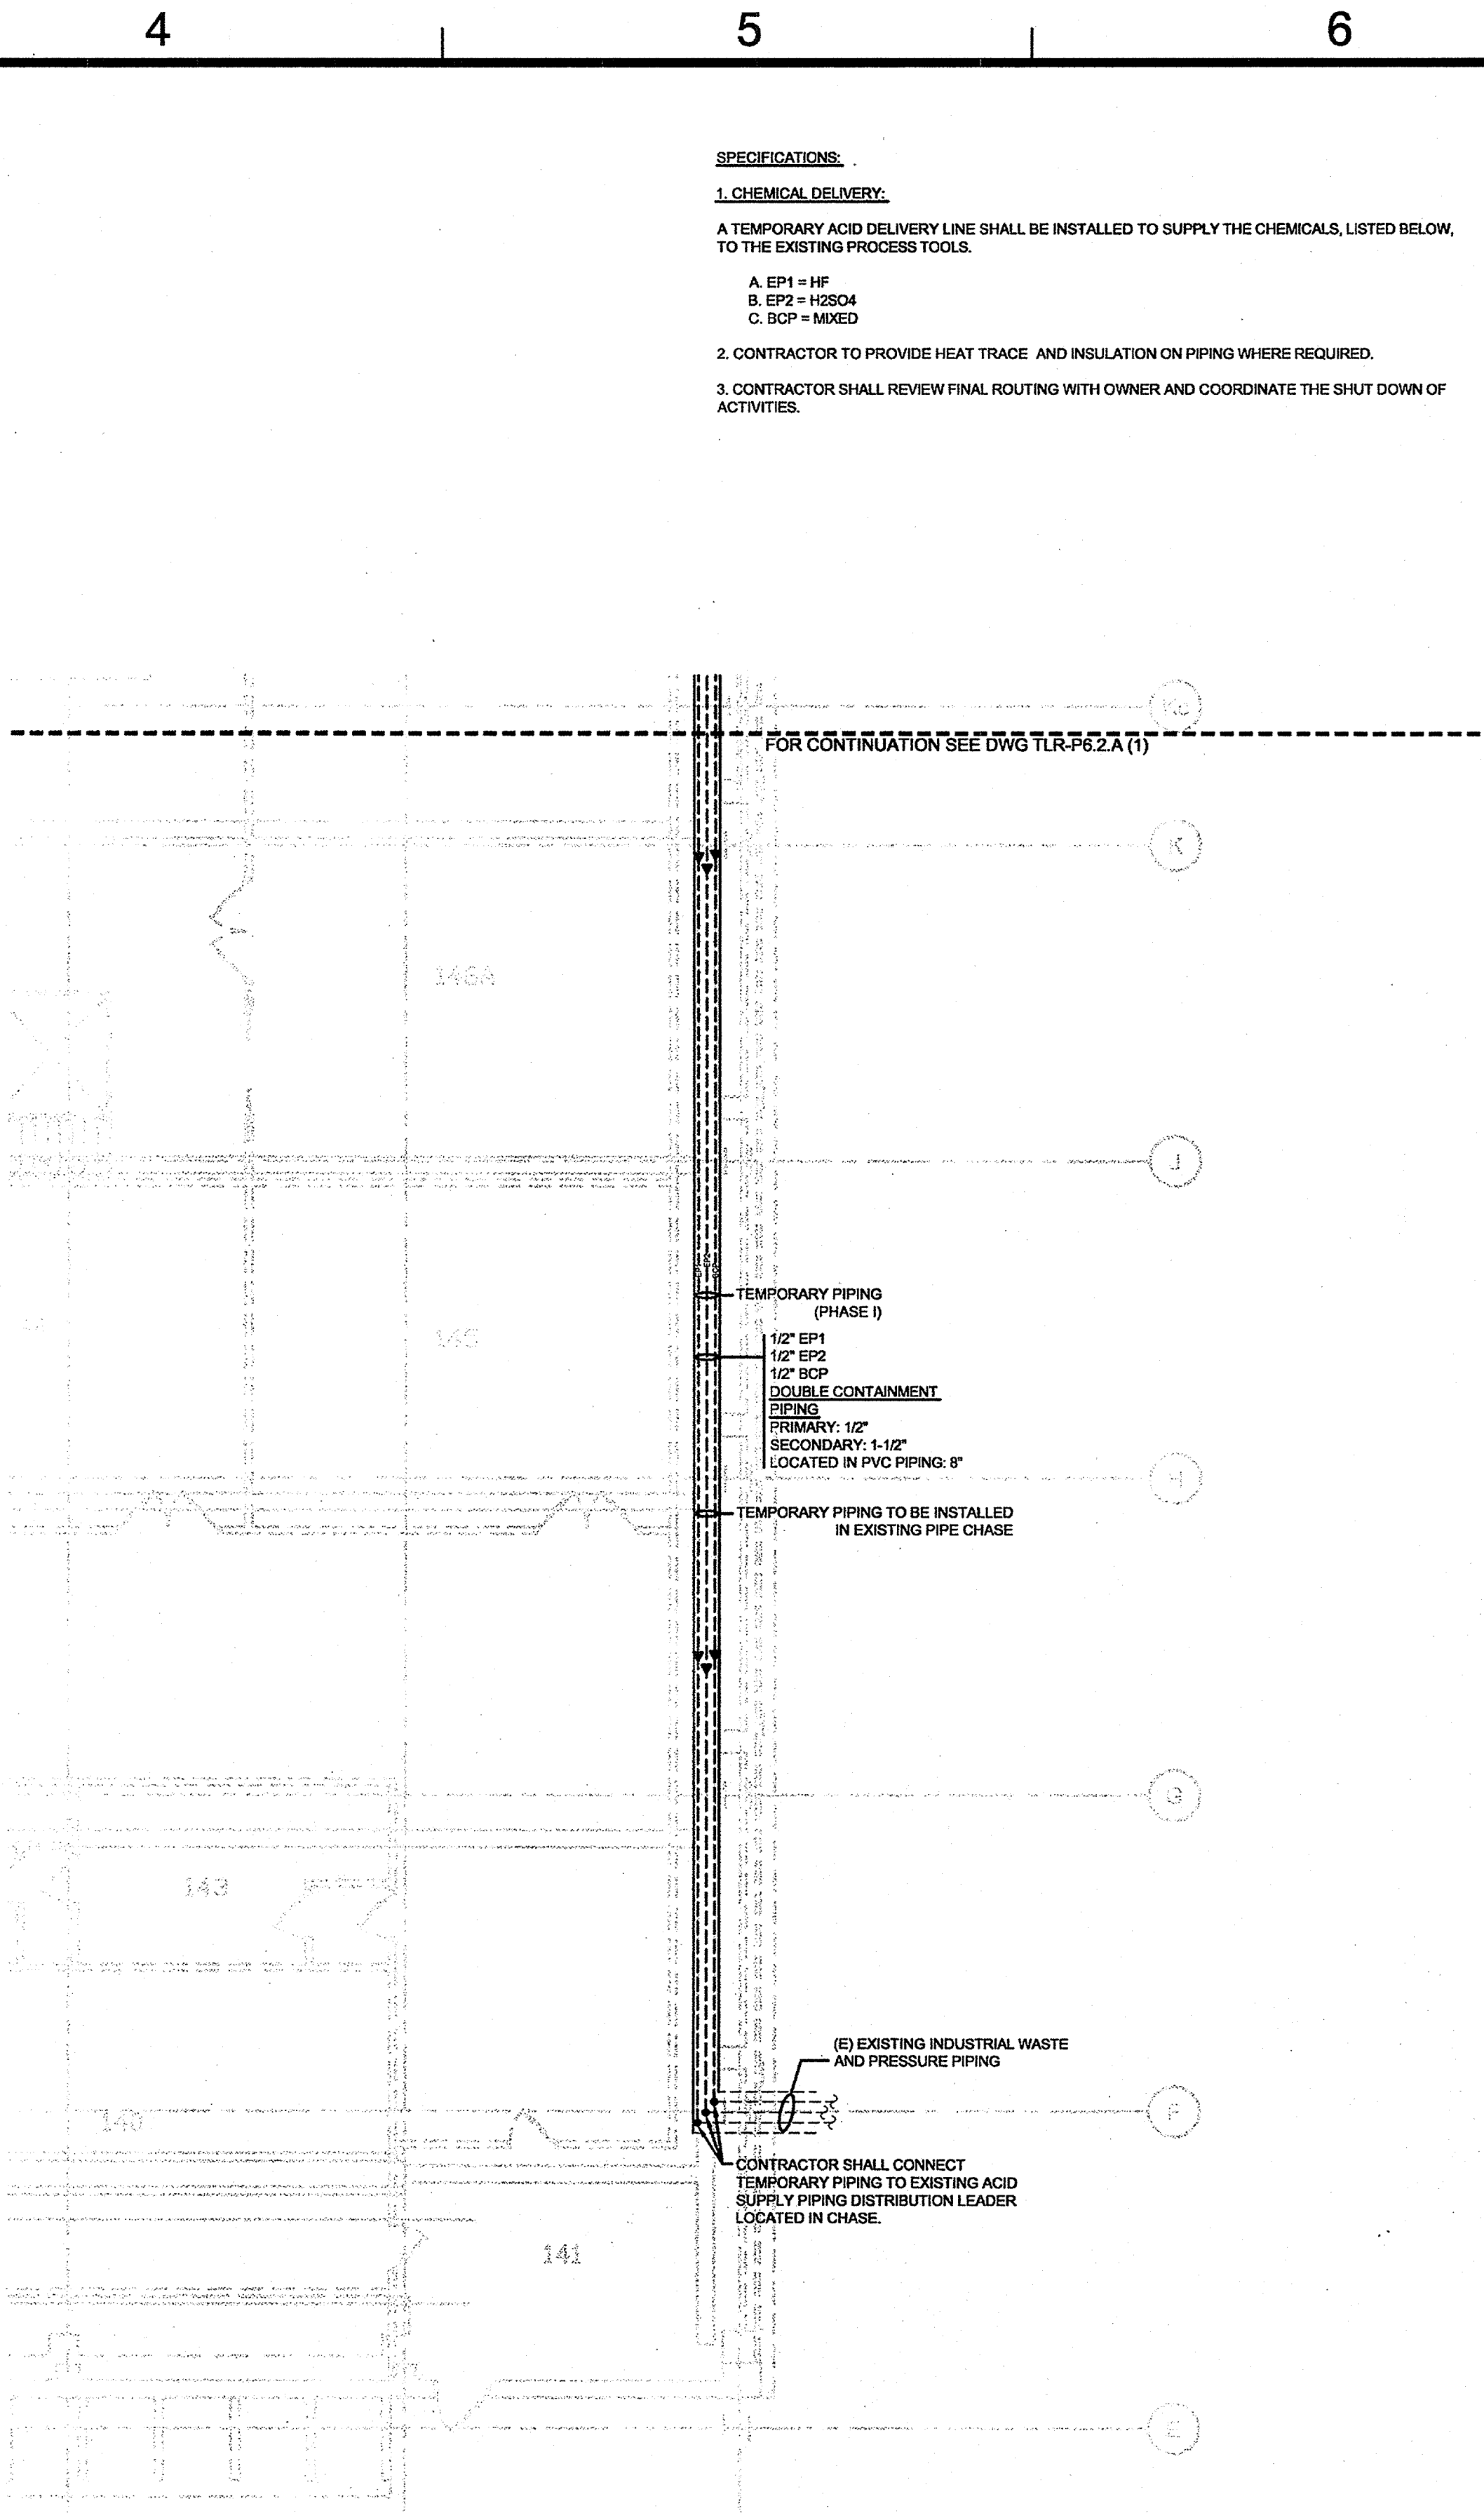 4 5 6
SPECIFICATIONS:
1. CHEMICAL DELIVERY:
A TEMPORARY ACID DELIVERY LINE SHALL BE INSTALLED TO SUPPLY THE CHEMICALS, LISTED BELOW,
TO THE EXISTING PROCESS TOOLS.
A. EP1 = HF
B. EP2 = H2SO4
C. BCP = MIXED
2. CONTRACTOR TO PROVIDE HEAT TRACE AND INSULATION ON PIPING WHERE REQUIRED.
3. CONTRACTOR SHALL REVIEW FINAL ROUTING WITH OWNER AND COORDINATE THE SHUT DOWN OF
ACTIVITIES.
FOR CONTINUATION SEE DWG TLR-P6.2.A (1)
K
146A
J
EP1
EP2
BCP
TEMPORARY PIPING
(PHASE I)
145
1/2" EP1
1/2" EP2
1/2" BCP
DOUBLE CONTAINMENT
PIPING
PRIMARY: 1/2"
SECONDARY: 1-1/2"
LOCATED IN PVC PIPING: 8"
H
TEMPORARY PIPING TO BE INSTALLED
IN EXISTING PIPE CHASE
G
143
(E) EXISTING INDUSTRIAL WASTE
AND PRESSURE PIPING
F
140
CONTRACTOR SHALL CONNECT
TEMPORARY PIPING TO EXISTING ACID
SUPPLY PIPING DISTRIBUTION LEADER
LOCATED IN CHASE.
141
E